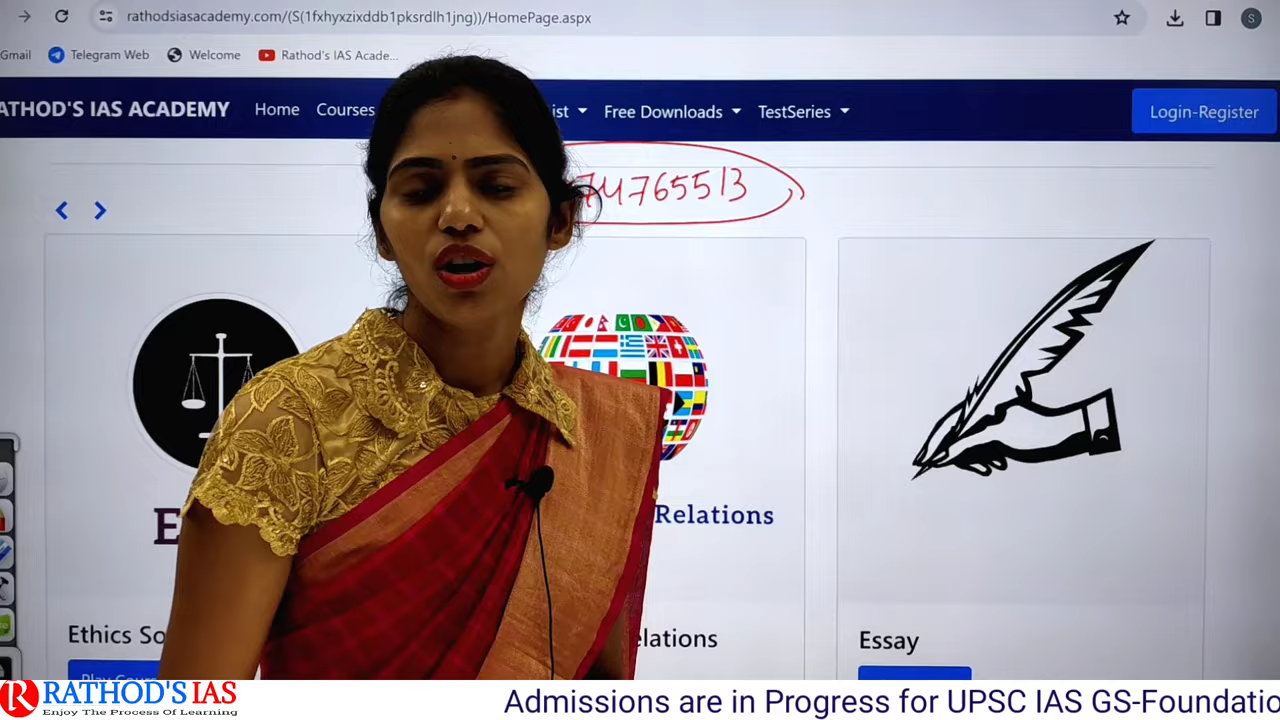 rathodsiasacademy.com/(S(1fxhyxzixddb1pksrdlh1jng))/HomePage.aspx
S
Gmail Telegram Web Welcome Rathod's IAS Acade...
ATHOD'S IAS ACADEMY Home Courses ist Free Downloads TestSeries Login-Register
74765513
E
Relations
Ethics So elations Essay
RATHOD'S IAS
Enjoy The Process Of Learning
Admissions are in Progress for UPSC IAS GS-Foundatio